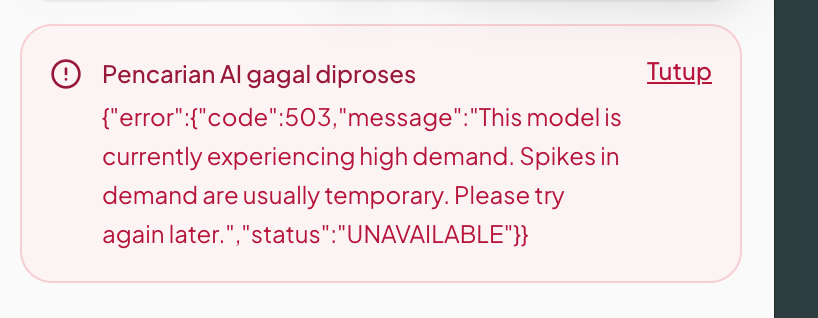 Pencarian AI gagal diproses
Tutup
{"error":{"code":503,"message":"This model is
currently experiencing high demand. Spikes in
demand are usually temporary. Please try
again later.","status":"UNAVAILABLE"}}